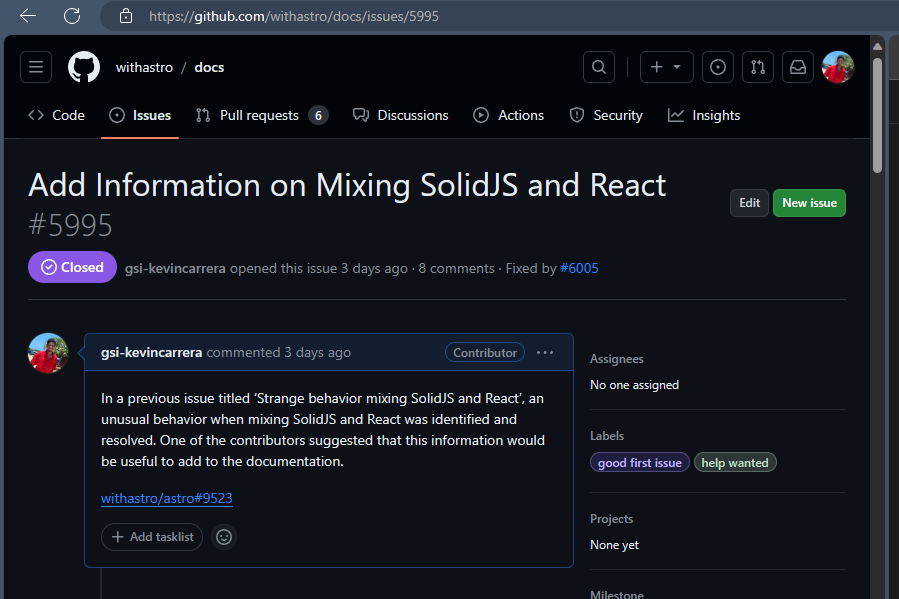 https://github.com/withastro/docs/issues/5995
withastro / docs
Code Issues Pull requests 6 Discussions Actions Security Insights
Add Information on Mixing SolidJS and React
#5995
Edit New issue
Closed gsi-kevincarrera opened this issue 3 days ago · 8 comments · Fixed by #6005
gsi-kevincarrera commented 3 days ago Contributor
In a previous issue titled ‘Strange behavior mixing SolidJS and React’, an
unusual behavior when mixing SolidJS and React was identified and
resolved. One of the contributors suggested that this information would
be useful to add to the documentation.
withastro/astro#9523
Add tasklist
Assignees
No one assigned
Labels
good first issue help wanted
Projects
None yet
Milestone